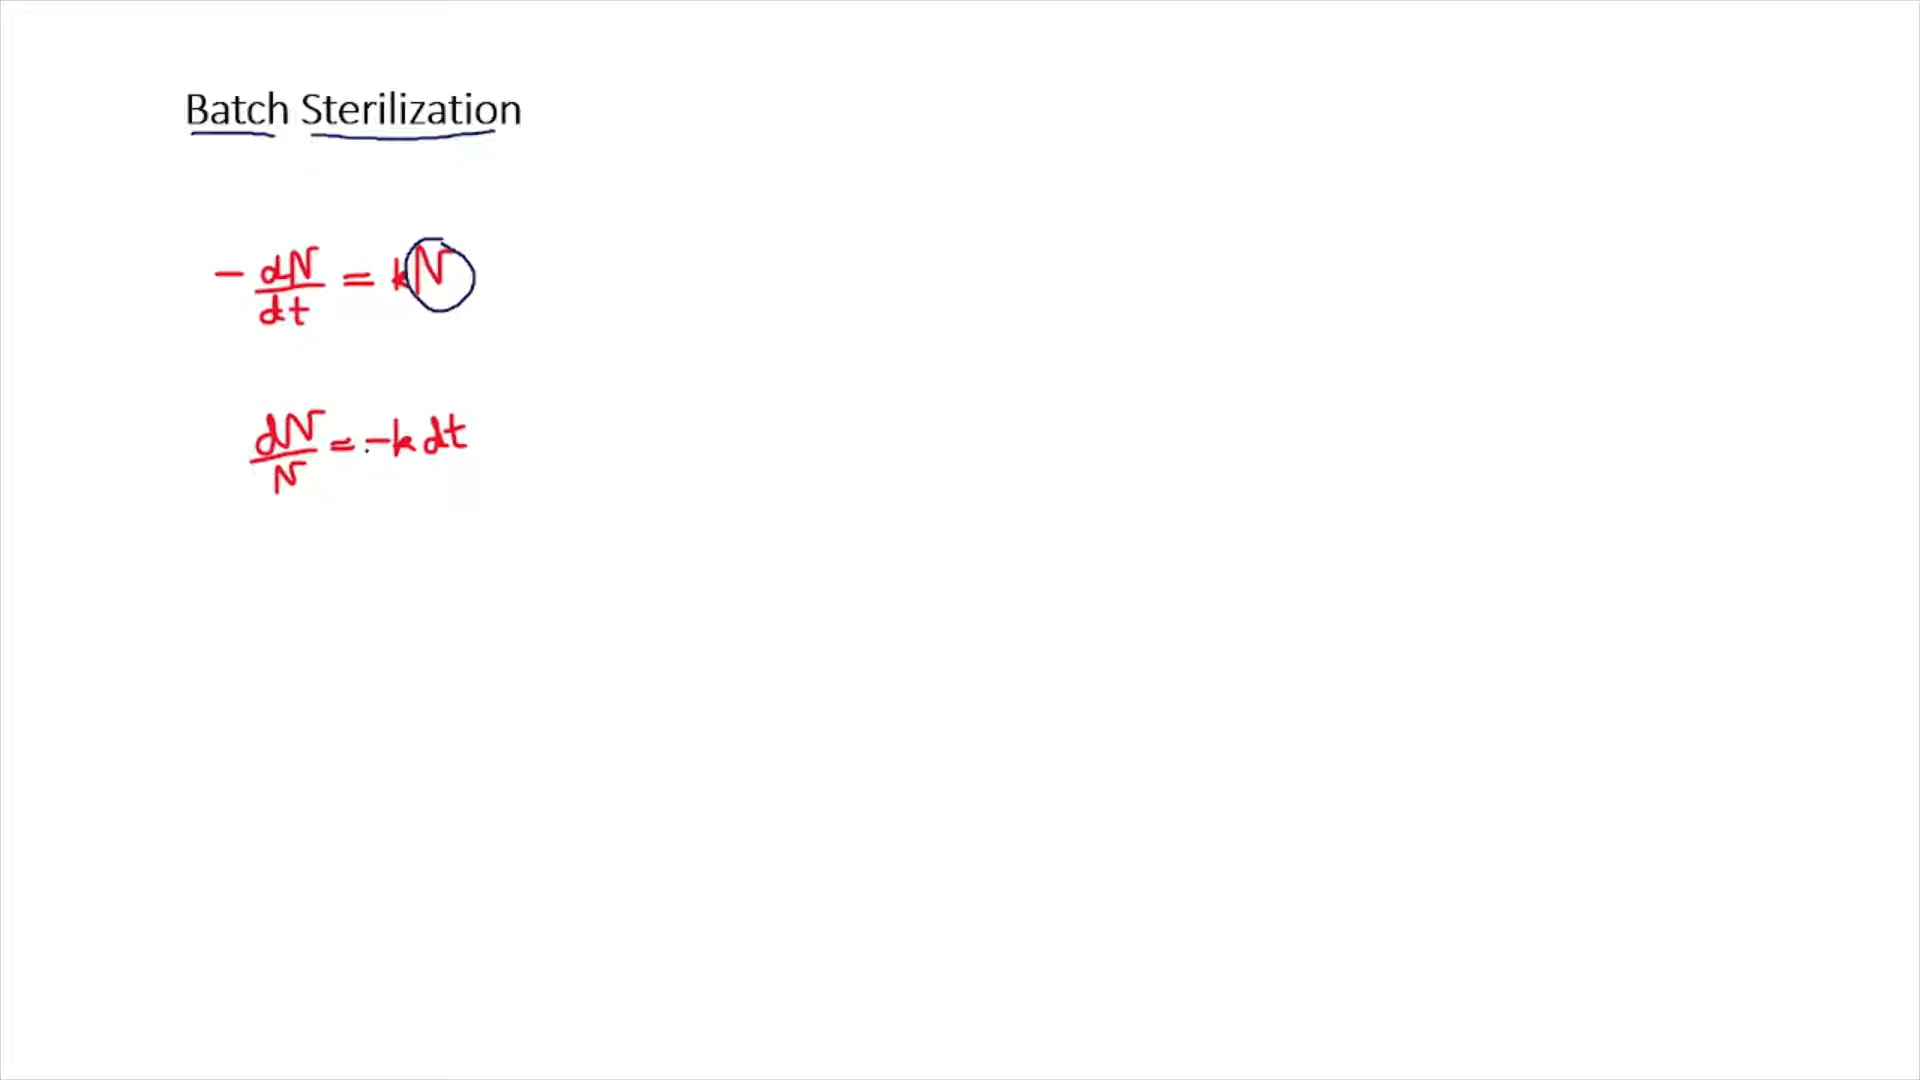 Batch Sterilization
- dN/dt = kN
dN/N = -k dt